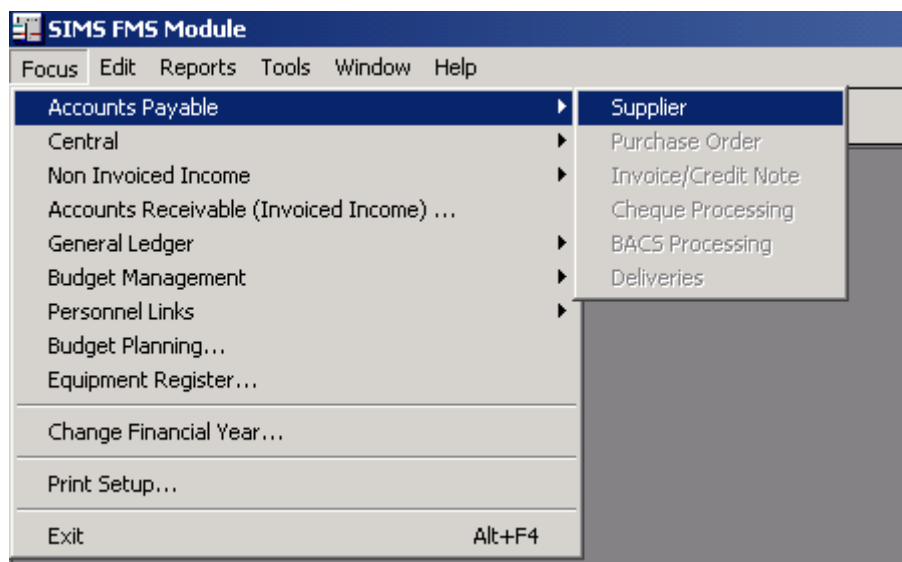 SIMS FMS Module
Focus Edit Reports Tools Window Help
Accounts Payable
Central
Non Invoiced Income
Accounts Receivable (Invoiced Income) ...
General Ledger
Budget Management
Personnel Links
Budget Planning...
Equipment Register...
Change Financial Year...
Print Setup...
Exit Alt+F4
Supplier
Purchase Order
Invoice/Credit Note
Cheque Processing
BACS Processing
Deliveries